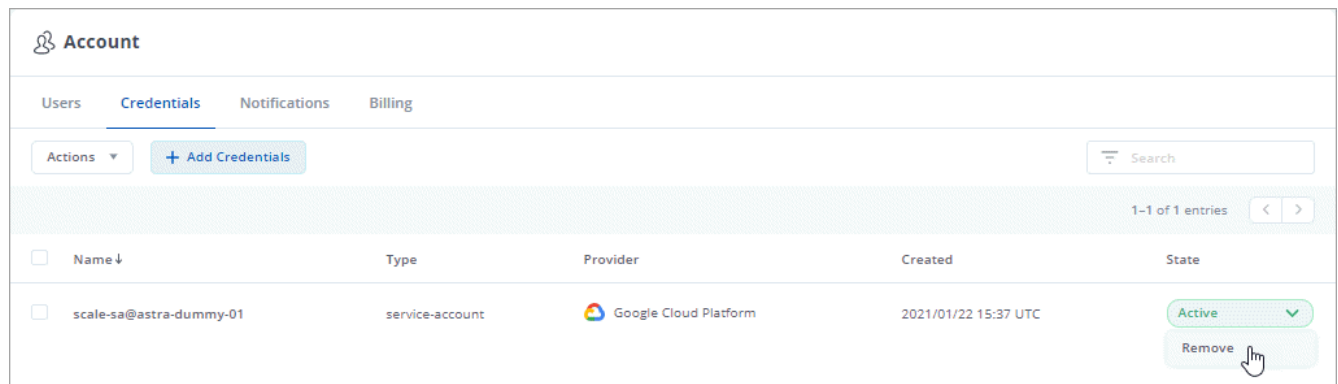 Account
Users Credentials Notifications Billing
Actions + Add Credentials Search
1–1 of 1 entries
Name Type Provider Created State
scale-sa@astra-dummy-01 service-account Google Cloud Platform 2021/01/22 15:37 UTC Active
Remove